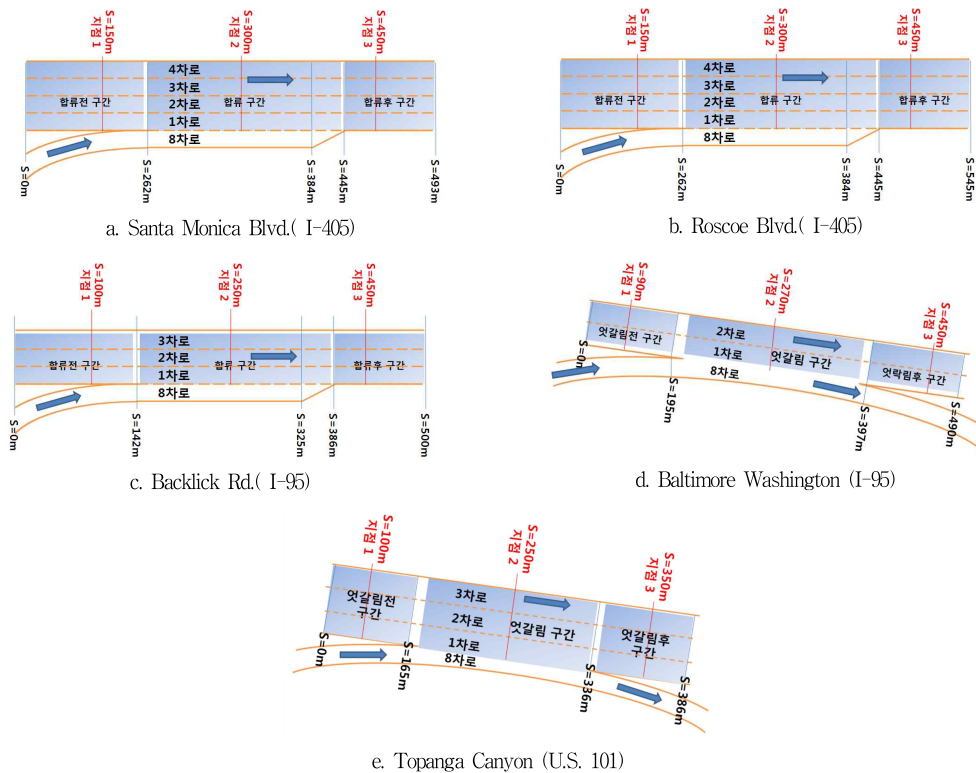 S=150m
지점 1
S=300m
지점 2
S=450m
지점 3
4차로
3차로
2차로
1차로
8차로
합류전 구간
합류 구간
합류후 구간
S=0m
S=262m
S=384m
S=445m
S=493m
a. Santa Monica Blvd.( I-405)
S=150m
지점 1
S=300m
지점 2
S=450m
지점 3
4차로
3차로
2차로
1차로
8차로
합류전 구간
합류 구간
합류후 구간
S=0m
S=262m
S=384m
S=445m
S=545m
b. Roscoe Blvd.( I-405)
S=100m
지점 1
S=250m
지점 2
S=450m
지점 3
3차로
2차로
1차로
8차로
합류전 구간
합류 구간
합류후 구간
S=0m
S=142m
S=325m
S=386m
S=500m
c. Backlick Rd.( I-95)
S=90m
지점 1
S=270m
지점 2
S=450m
지점 3
2차로
1차로
8차로
엇갈림전 구간
엇갈림 구간
엇락림후 구간
S=0m
S=195m
S=397m
S=490m
d. Baltimore Washington (I-95)
S=100m
지점 1
S=250m
지점 2
S=350m
지점 3
3차로
2차로
1차로
8차로
엇갈림전
구간
엇갈림 구간
엇갈림후
구간
S=0m
S=165m
S=336m
S=386m
e. Topanga Canyon (U.S. 101)